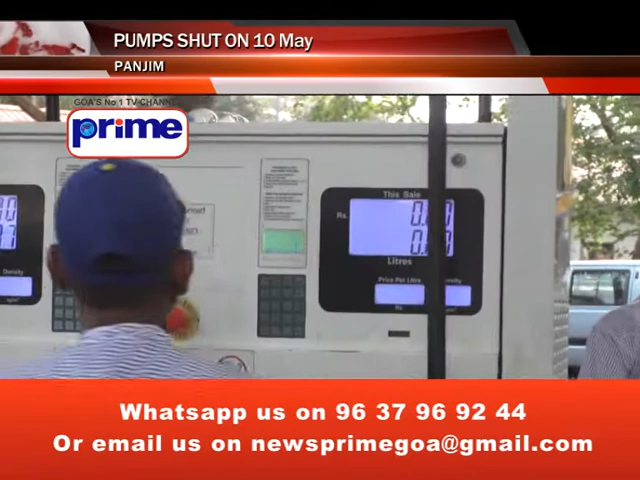 PUMPS SHUT ON 10 May
PANJIM
GOA'S No 1 TV CHANNEL
prime
This Sale
Rs.
Litres
Density
Price Per Litre
Whatsapp us on 96 37 96 92 44
Or email us on newsprimegoa@gmail.com